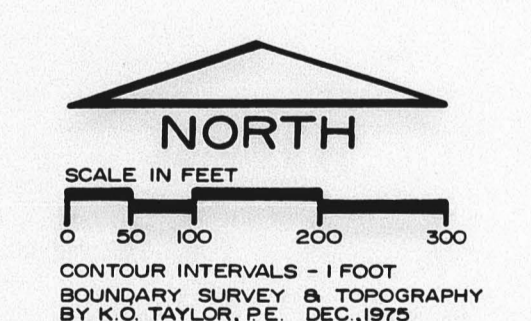 NORTH
SCALE IN FEET
0 50 100 200 300
CONTOUR INTERVALS - 1 FOOT
BOUNDARY SURVEY & TOPOGRAPHY
BY K.O. TAYLOR, P.E. DEC., 1975